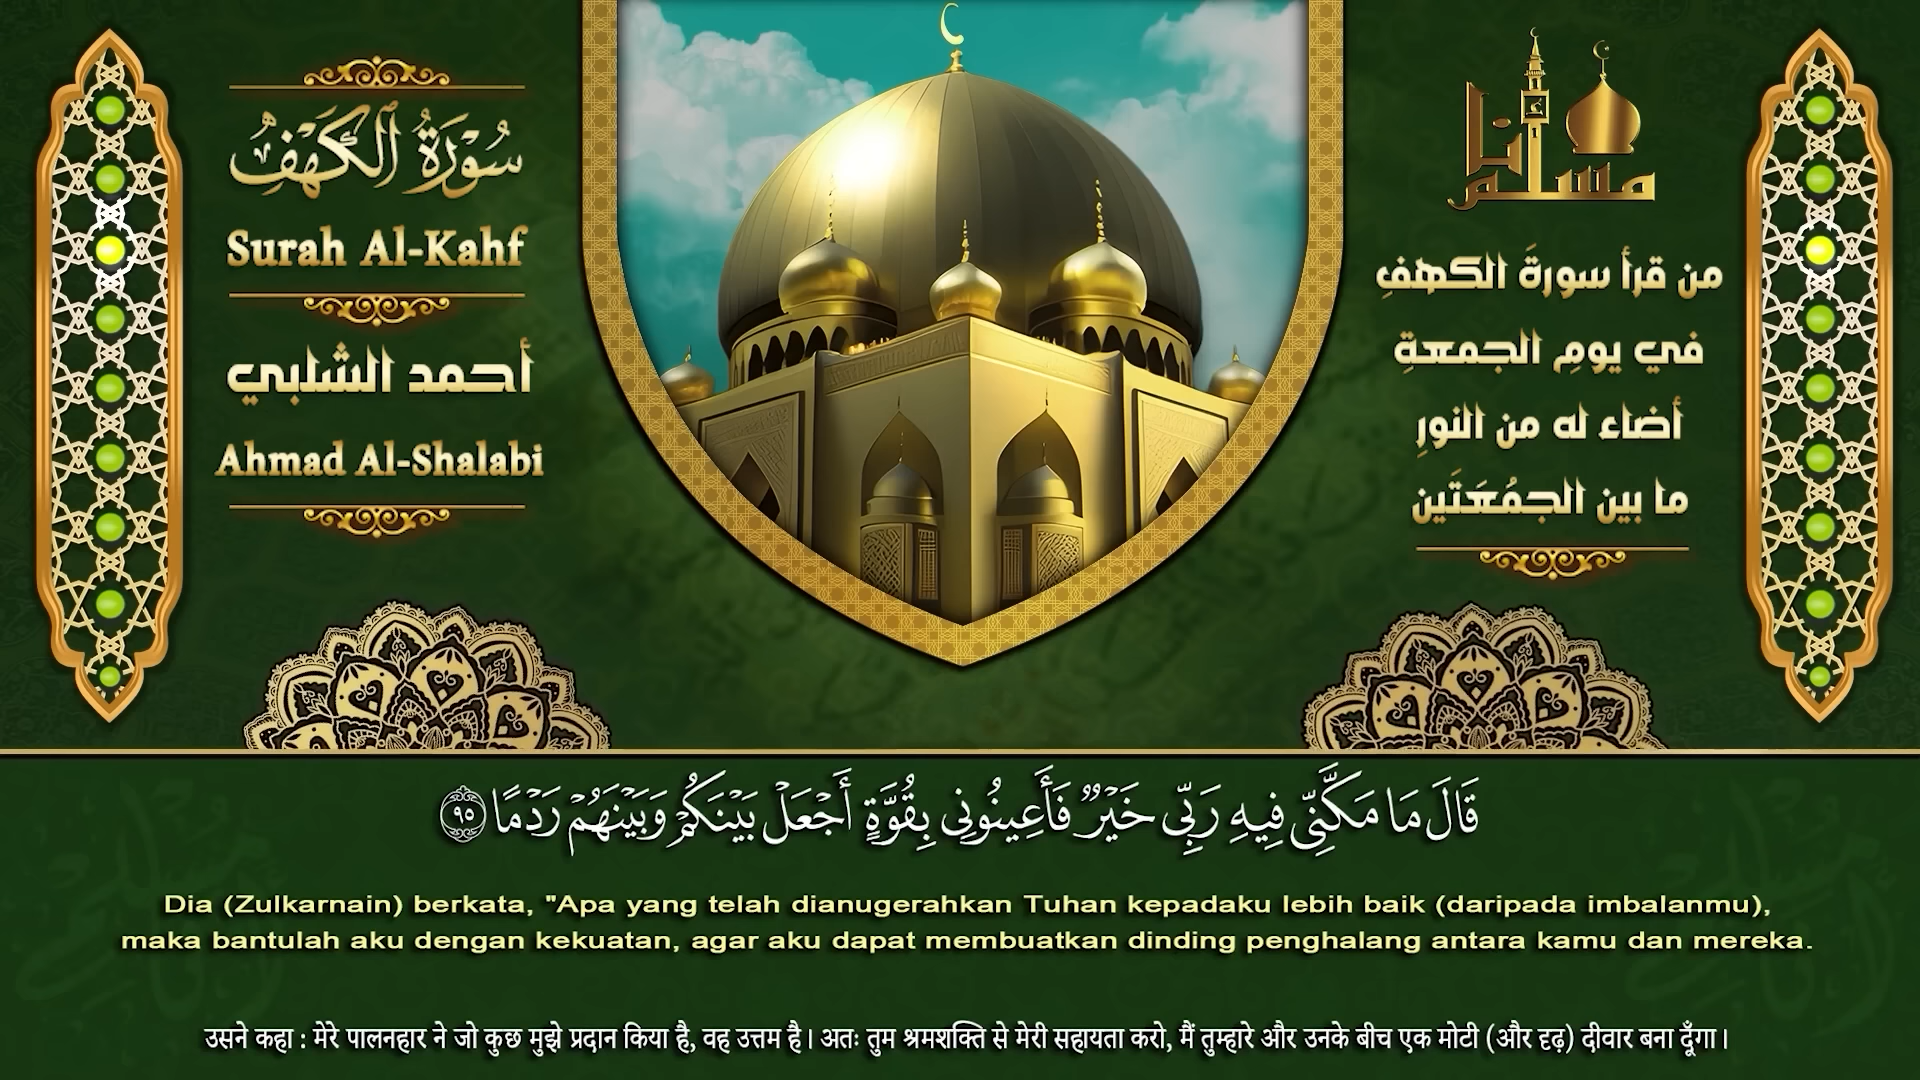 سُوْرَةُ الكَهْفِ
Surah Al-Kahf
أحمد الشلبي
Ahmad Al-Shalabi
أنا
مسلم
من قرأ سورةَ الكهفِ
في يومِ الجمعةِ
أضاء له من النورِ
ما بين الجمُعَتَين
قَالَ مَا مَكَّنِّى فِيهِ رَبِّى خَيْرٌ فَأَعِينُونِى بِقُوَّةٍ أَجْعَلْ بَيْنَكُمْ وَبَيْنَهُمْ رَدْمًا ٩٥
Dia (Zulkarnain) berkata, "Apa yang telah dianugerahkan Tuhan kepadaku lebih baik (daripada imbalanmu),
maka bantulah aku dengan kekuatan, agar aku dapat membuatkan dinding penghalang antara kamu dan mereka.
उसने कहा : मेरे पालनहार ने जो कुछ मुझे प्रदान किया है, वह उत्तम है। अतः तुम श्रमशक्ति से मेरी सहायता करो, मैं तुम्हारे और उनके बीच एक मोटी (और दृढ़) दीवार बना दूँगा।